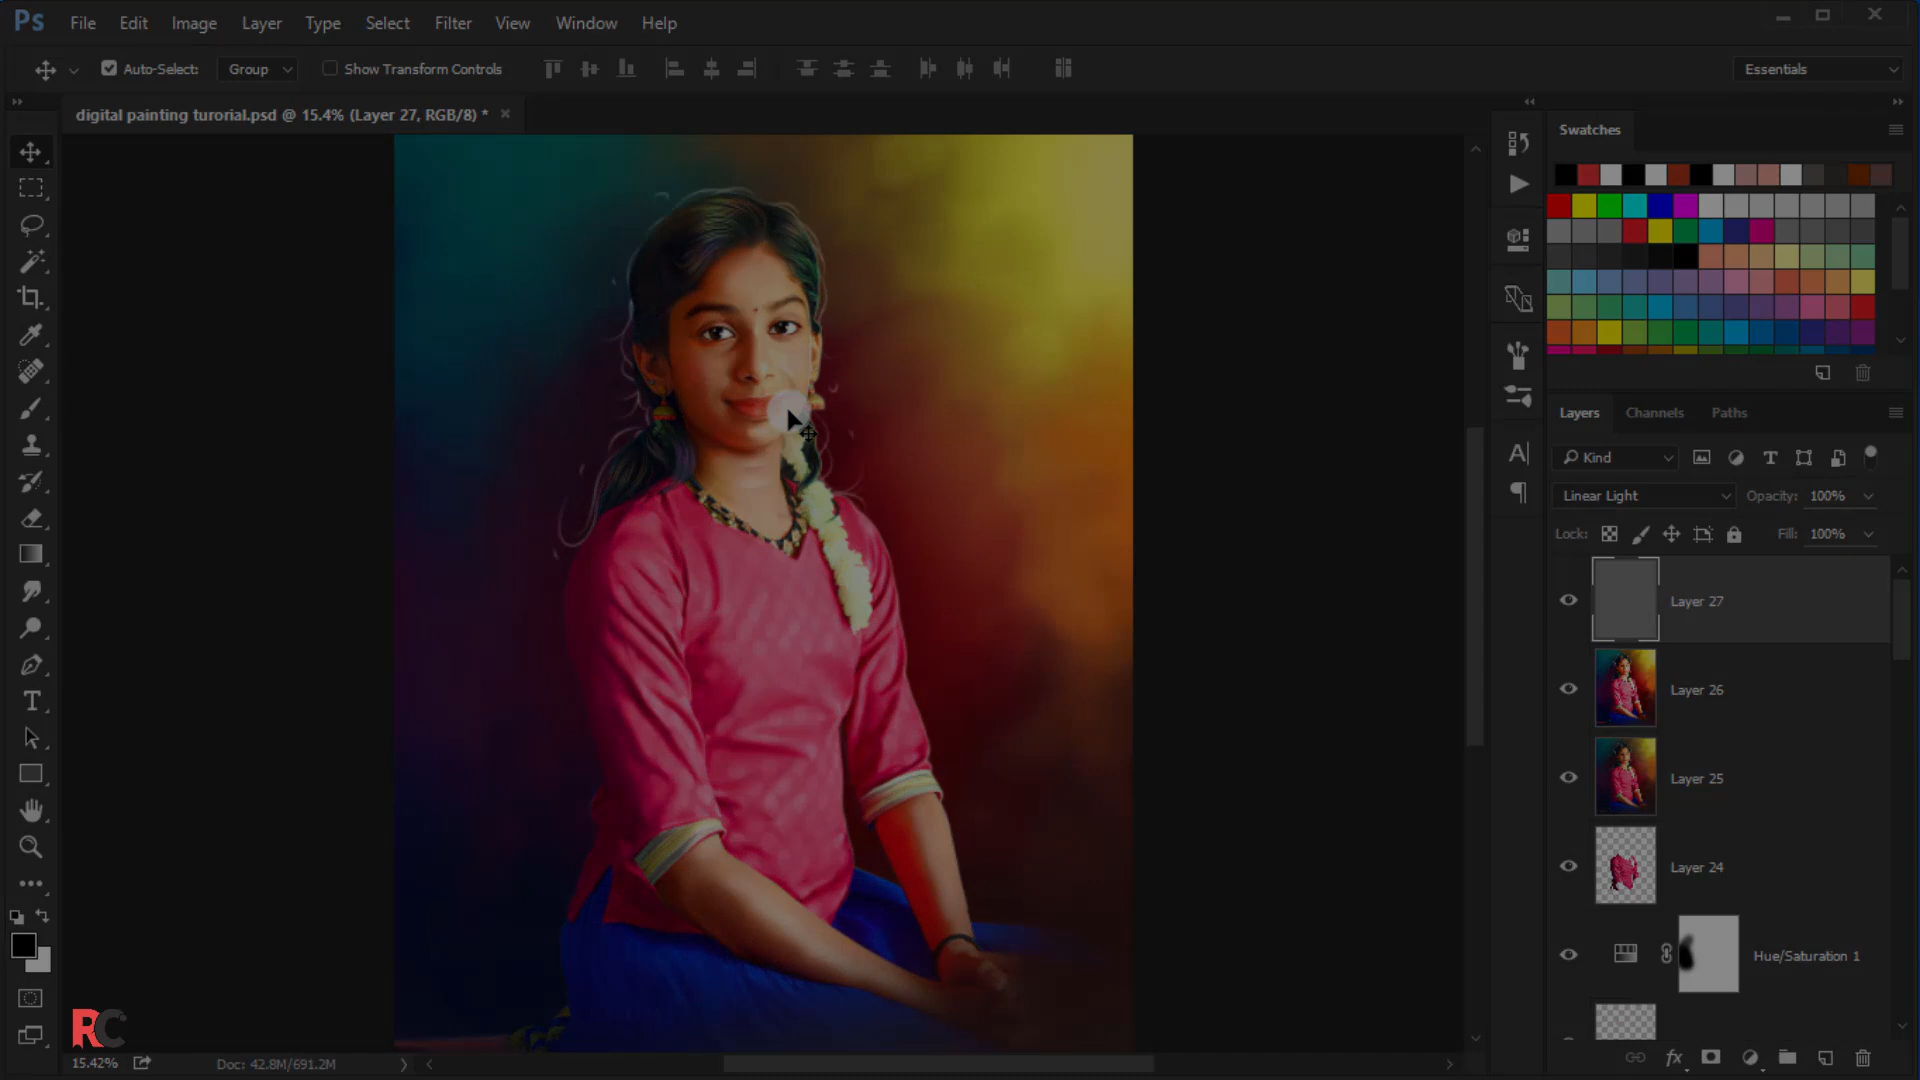 Ps File Edit Image Layer Type Select Filter View Window Help
Auto-Select: Group Show Transform Controls Essentials
digital painting turorial.psd @ 15.4% (Layer 27, RGB/8) *
Swatches
Layers Channels Paths
Kind
Linear Light Opacity: 100%
Lock: Fill: 100%
Layer 27
Layer 26
Layer 25
Layer 24
Hue/Saturation 1
RC
15.42% Doc: 42.8M/691.2M
fx